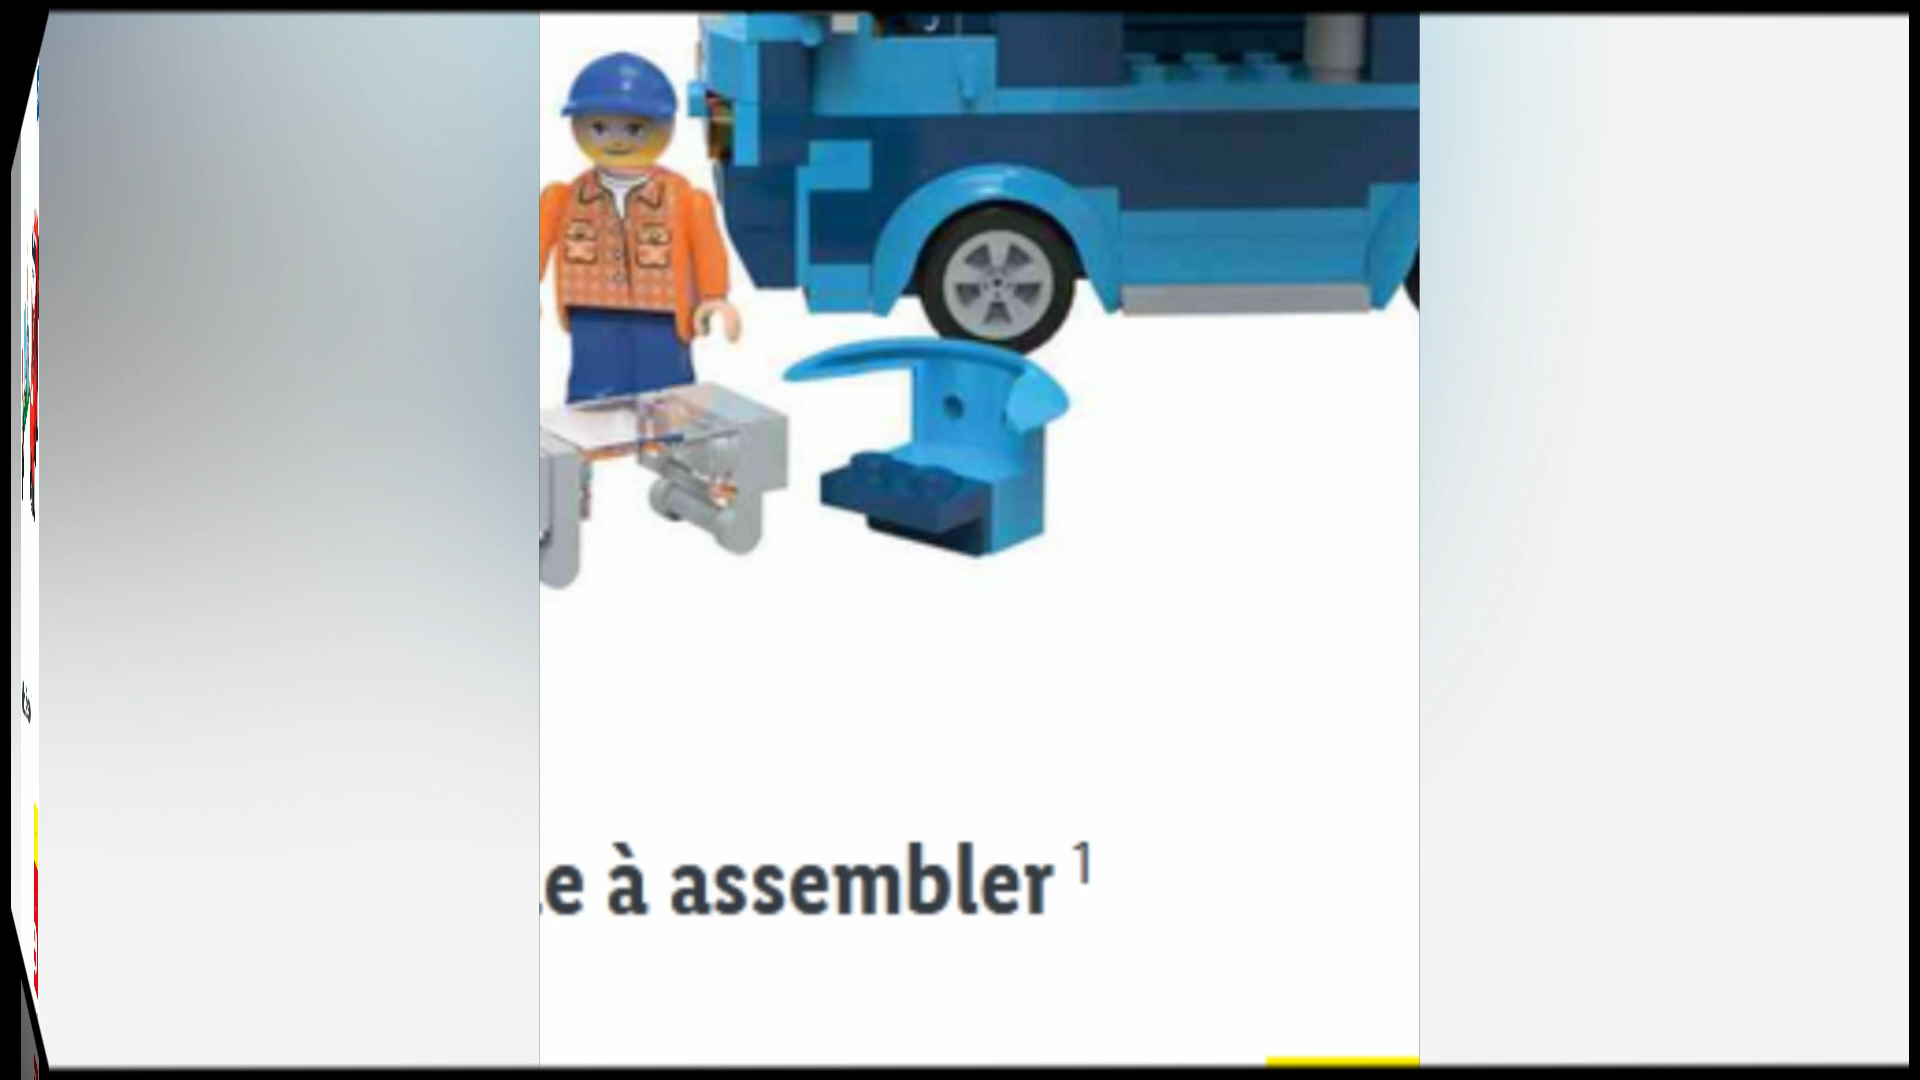 e à assembler 1